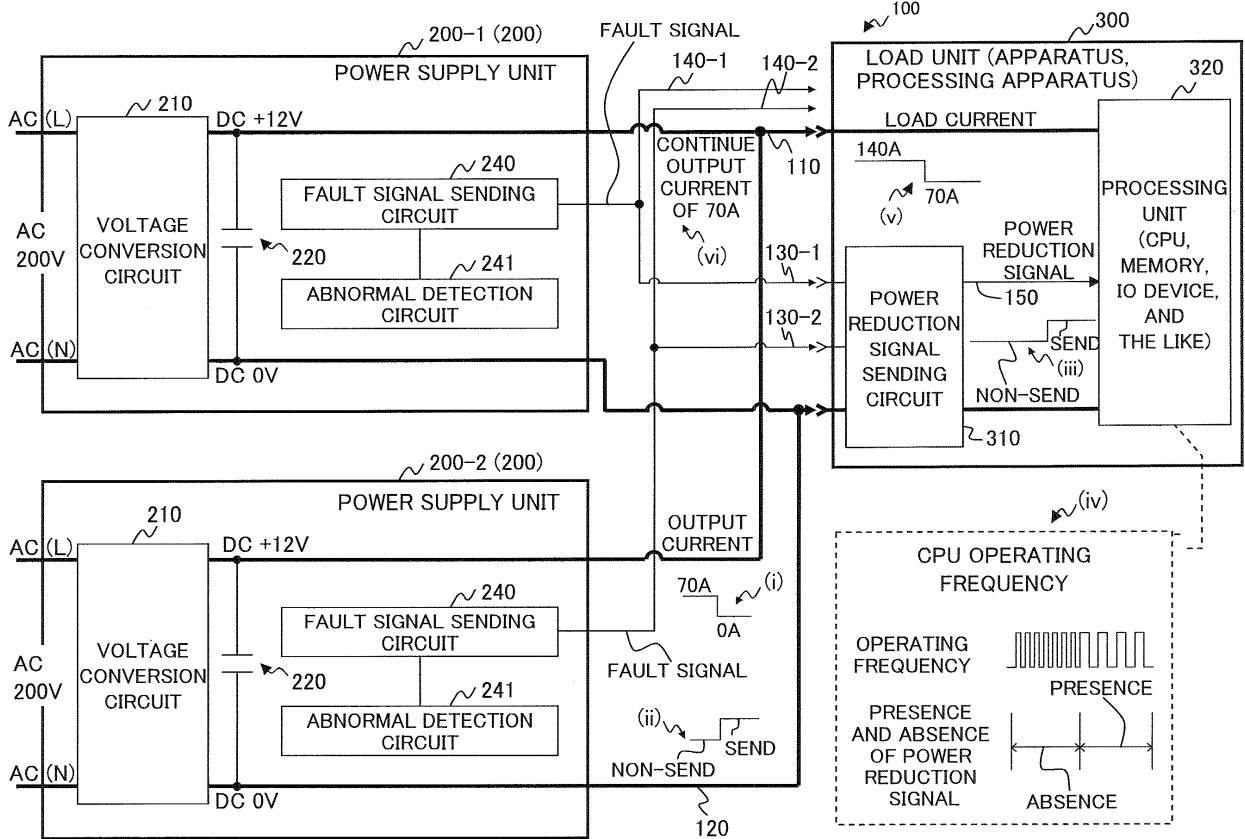 100
200-1 (200)
FAULT SIGNAL
140-1
140-2
300
POWER SUPPLY UNIT
LOAD UNIT (APPARATUS,
PROCESSING APPARATUS)
320
210
AC (L)
DC +12V
LOAD CURRENT
110
CONTINUE
OUTPUT
CURRENT
OF 70A
(vi)
140A
70A
(v)
240
FAULT SIGNAL SENDING
CIRCUIT
AC
200V
VOLTAGE
CONVERSION
CIRCUIT
220
241
ABNORMAL DETECTION
CIRCUIT
130-1
130-2
POWER
REDUCTION
SIGNAL
150
PROCESSING
UNIT
(CPU,
MEMORY,
IO DEVICE,
AND
THE LIKE)
POWER
REDUCTION
SIGNAL
SENDING
CIRCUIT
SEND
(iii)
NON-SEND
310
AC (N)
DC 0V
200-2 (200)
POWER SUPPLY UNIT
210
AC (L)
DC +12V
OUTPUT
CURRENT
70A
0A
(i)
240
FAULT SIGNAL SENDING
CIRCUIT
FAULT SIGNAL
AC
200V
VOLTAGE
CONVERSION
CIRCUIT
220
241
ABNORMAL DETECTION
CIRCUIT
(ii)
SEND
NON-SEND
AC (N)
DC 0V
120
(iv)
CPU OPERATING
FREQUENCY
OPERATING
FREQUENCY
PRESENCE
PRESENCE
AND ABSENCE
OF POWER
REDUCTION
SIGNAL
ABSENCE